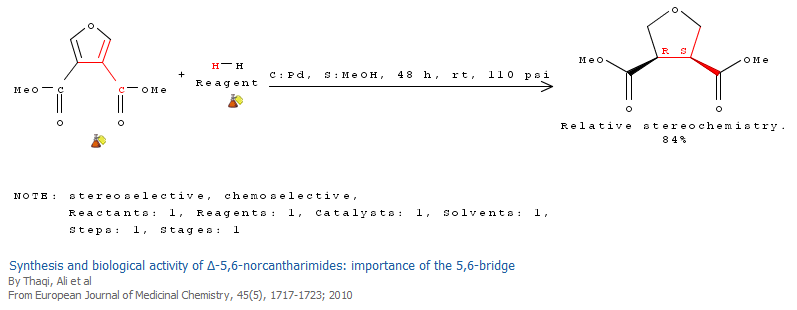 O
O
R S
MeO C C OMe
O O
+
H H
Reagent
C:Pd, S:MeOH, 48 h, rt, 110 psi
MeO OMe
O O
Relative stereochemistry.
84%
NOTE: stereoselective, chemoselective,
Reactants: 1, Reagents: 1, Catalysts: 1, Solvents: 1,
Steps: 1, Stages: 1
Synthesis and biological activity of Δ-5,6-norcantharimides: importance of the 5,6-bridge
By Thaqi, Ali et al
From European Journal of Medicinal Chemistry, 45(5), 1717-1723; 2010